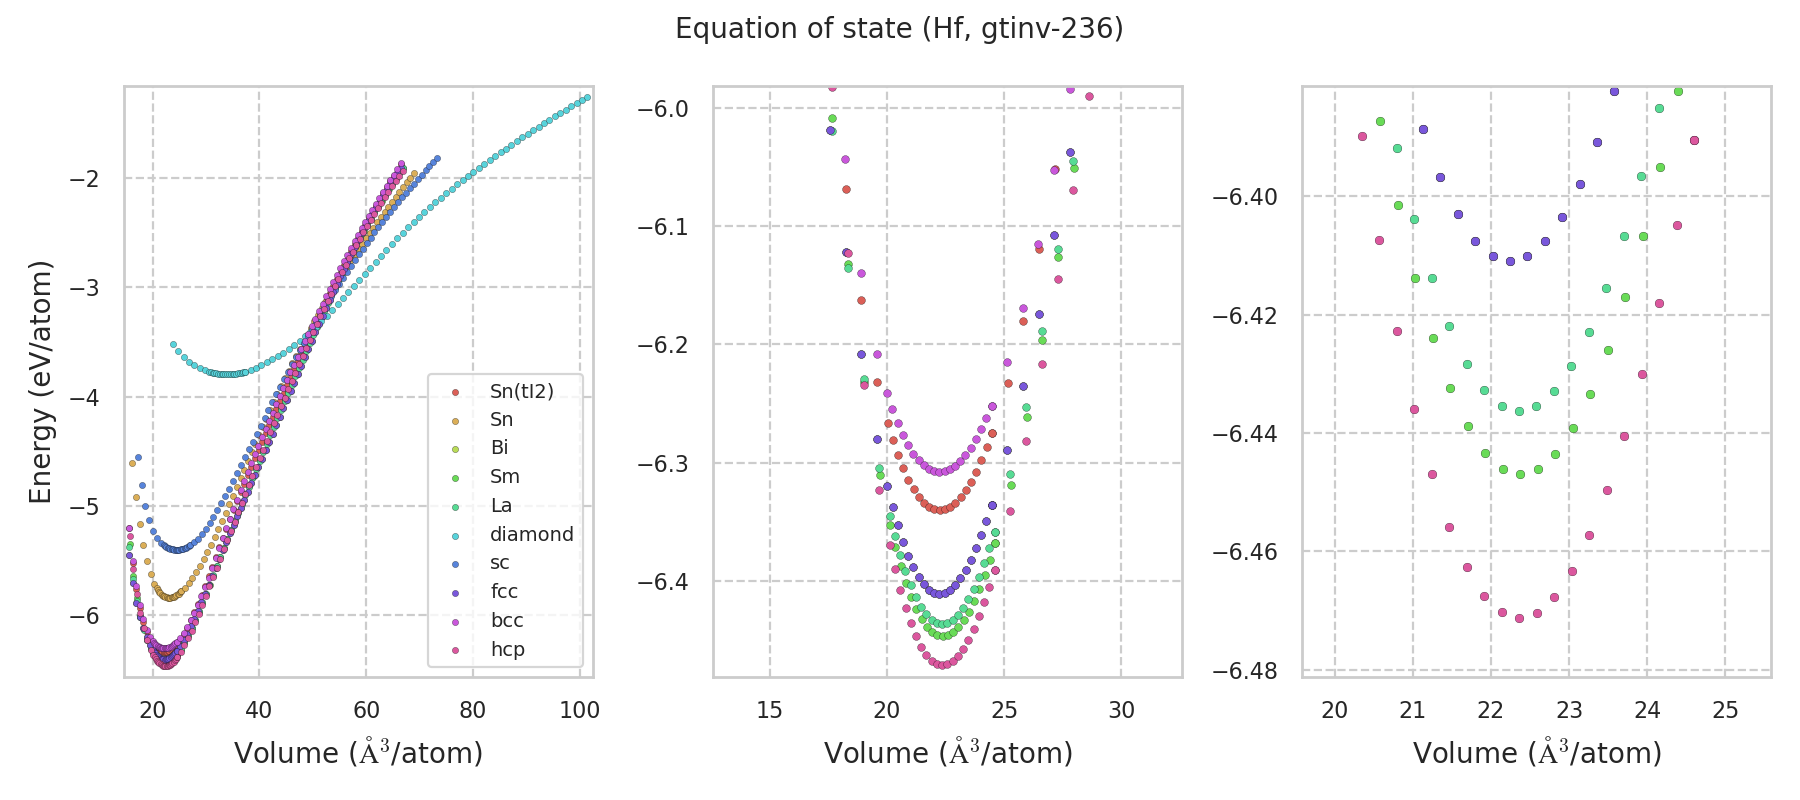 Equation of state (Hf, gtinv-236)
Energy (eV/atom)
−2
−3
−4
−5
−6
20 40 60 80 100
Volume (Å³/atom)
Sn(tI2)
Sn
Bi
Sm
La
diamond
sc
fcc
bcc
hcp
−6.0
−6.1
−6.2
−6.3
−6.4
15 20 25 30
Volume (Å³/atom)
−6.40
−6.42
−6.44
−6.46
−6.48
20 21 22 23 24 25
Volume (Å³/atom)